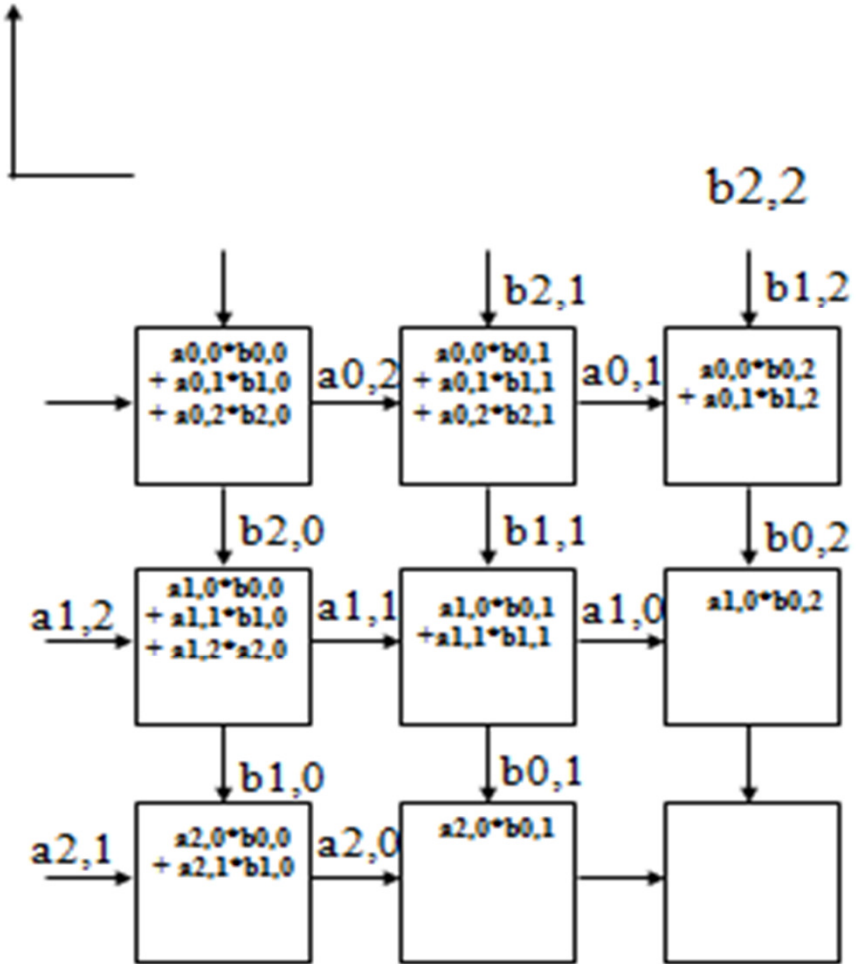 b2,2
b2,1
b1,2
a0,0*b0,0
+ a0,1*b1,0
+ a0,2*b2,0
a0,2
a0,0*b0,1
+ a0,1*b1,1
+ a0,2*b2,1
a0,1
a0,0*b0,2
+ a0,1*b1,2
b2,0
b1,1
b0,2
a1,2
a1,0*b0,0
+ a1,1*b1,0
+ a1,2*a2,0
a1,1
a1,0*b0,1
+a1,1*b1,1
a1,0
a1,0*b0,2
b1,0
b0,1
a2,1
a2,0*b0,0
+ a2,1*b1,0
a2,0
a2,0*b0,1